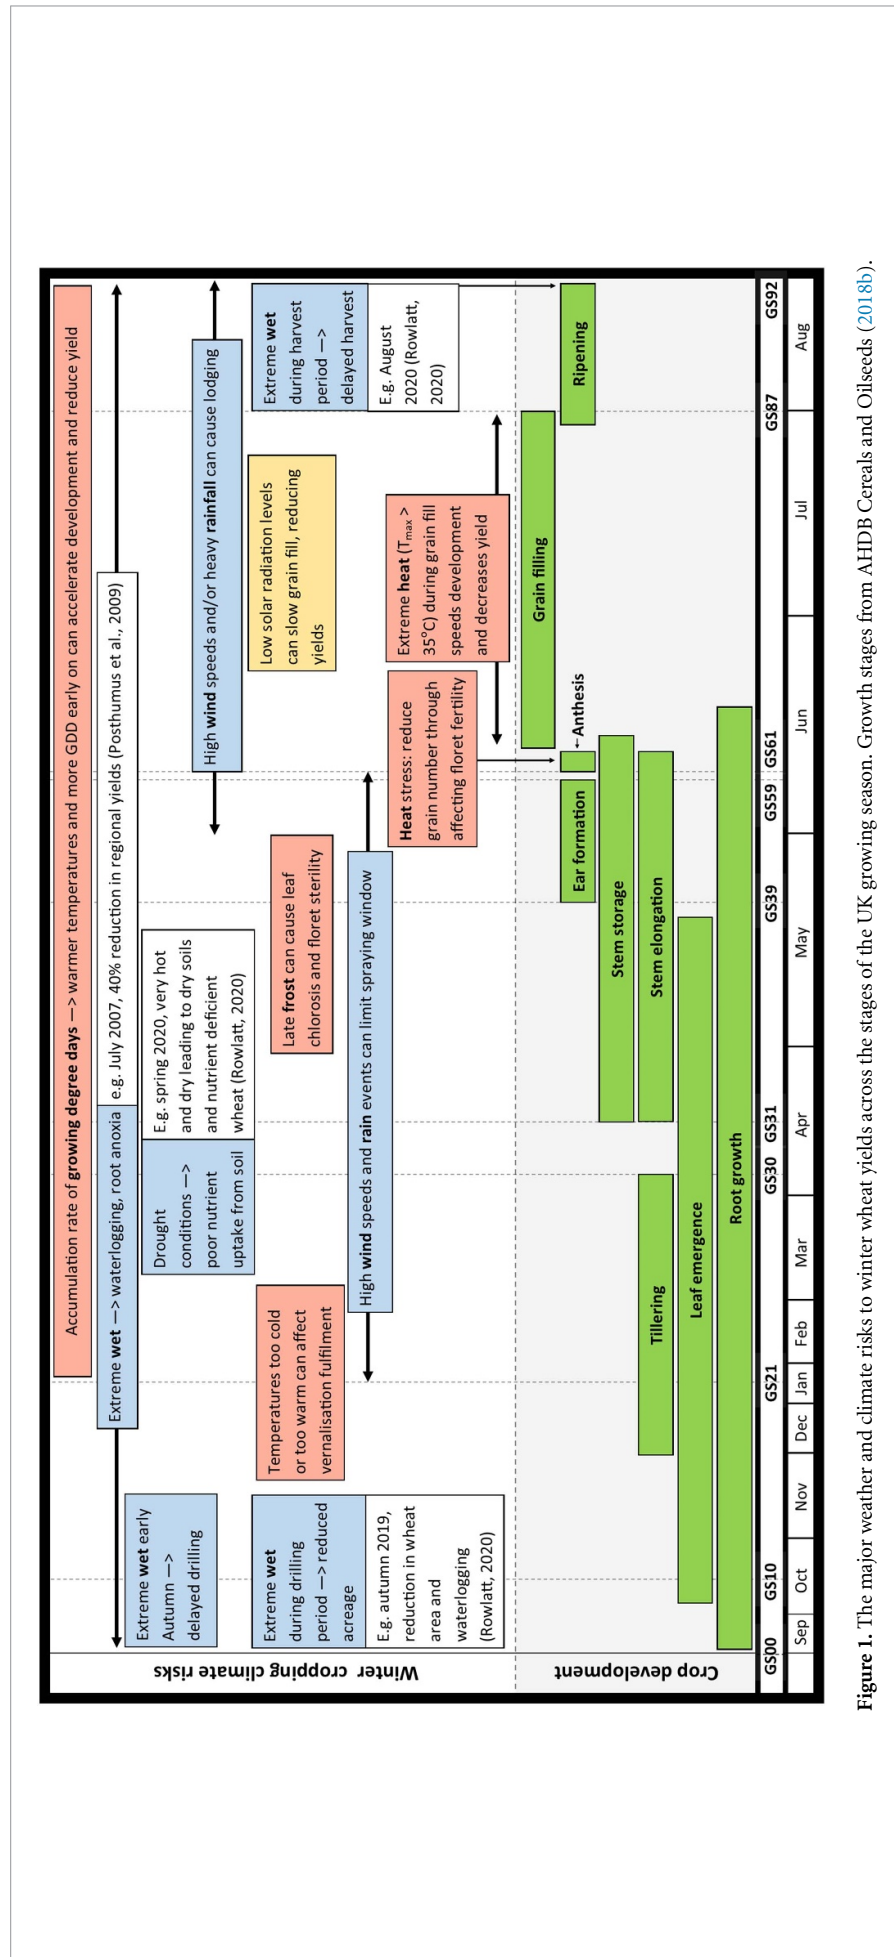 Accumulation rate of growing degree days —> warmer temperatures and more GDD early on can accelerate development and reduce yield
Extreme wet —> waterlogging, root anoxia
e.g. July 2007, 40% reduction in regional yields (Posthumus et al., 2009)
Extreme wet early
Autumn —>
delayed drilling
Drought
conditions —>
poor nutrient
uptake from soil
E.g. spring 2020, very hot
and dry leading to dry soils
and nutrient deficient
wheat (Rowlatt, 2020)
High wind speeds and/or heavy rainfall can cause lodging
Extreme wet
during drilling
period —> reduced
acreage
E.g. autumn 2019,
reduction in wheat
area and
waterlogging
(Rowlatt, 2020)
Temperatures too cold
or too warm can affect
vernalisation fulfilment
Late frost can cause leaf
chlorosis and floret sterility
Low solar radiation levels
can slow grain fill, reducing
yields
Extreme wet
during harvest
period —>
delayed harvest
E.g. August
2020 (Rowlatt,
2020)
High wind speeds and rain events can limit spraying window
Heat stress: reduce
grain number through
affecting floret fertility
Extreme heat (Tmax >
35°C) during grain fill
speeds development
and decreases yield
Winter cropping climate risks
Crop development
Grain filling
Ear formation
←Anthesis
Ripening
Stem storage
Tillering
Stem elongation
Leaf emergence
Root growth
GS00 GS10 GS21 GS30 GS31 GS39 GS59 GS61 GS87 GS92
Sep Oct Nov Dec Jan Feb Mar Apr May Jun Jul Aug
Figure 1. The major weather and climate risks to winter wheat yields across the stages of the UK growing season. Growth stages from AHDB Cereals and Oilseeds (2018b).